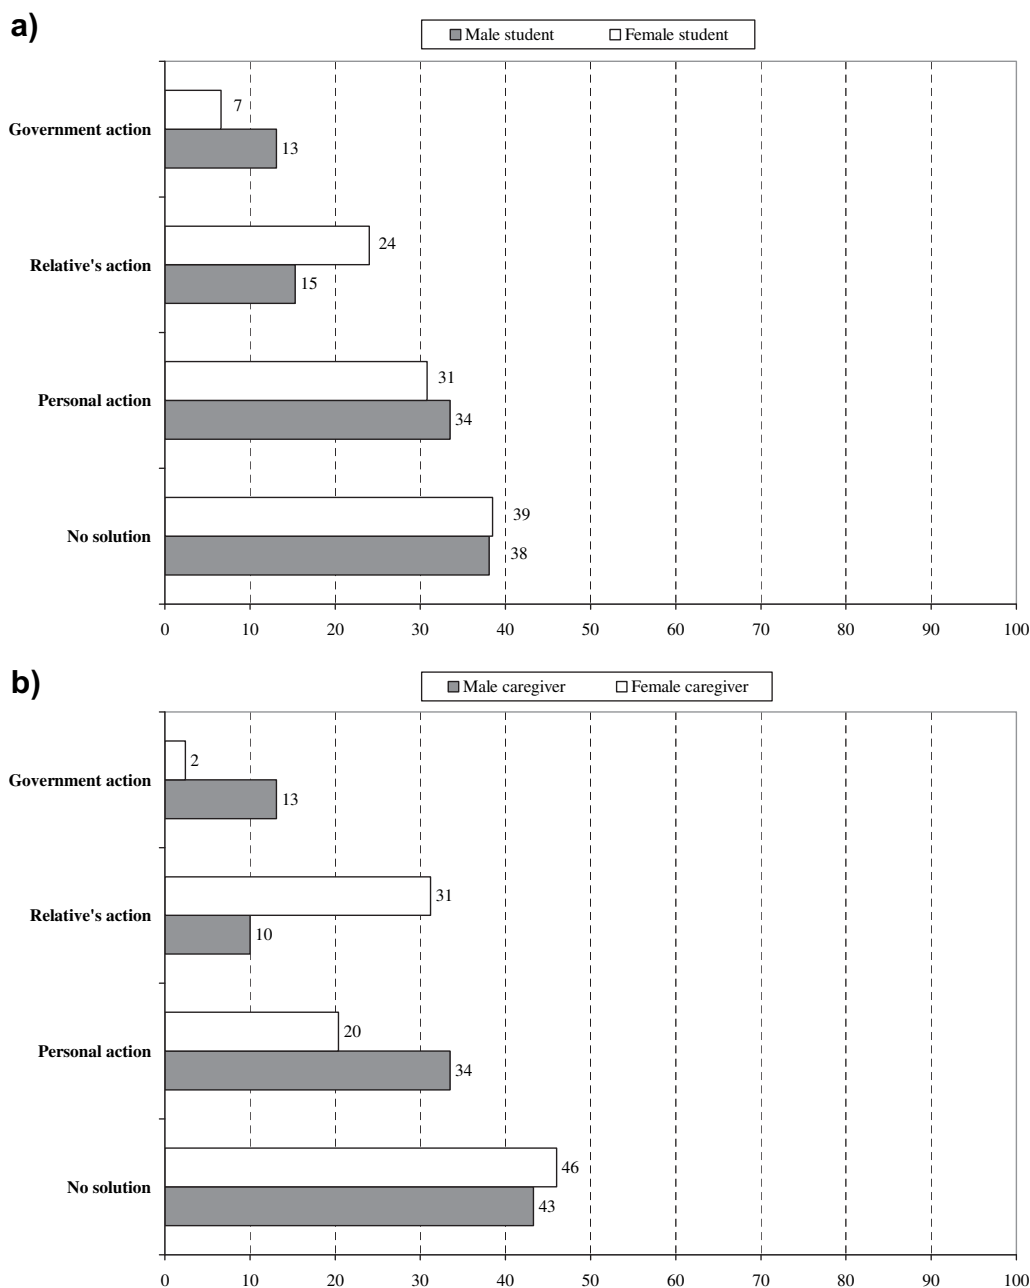 a)
Male student Female student
Government action
7
13
Relative's action
24
15
Personal action
31
34
No solution
39
38
0 10 20 30 40 50 60 70 80 90 100
b)
Male caregiver Female caregiver
Government action
2
13
Relative's action
31
10
Personal action
20
34
No solution
46
43
0 10 20 30 40 50 60 70 80 90 100